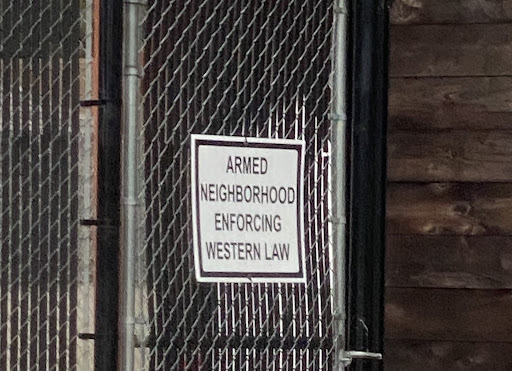 ARMED
NEIGHBORHOOD
ENFORCING
WESTERN LAW